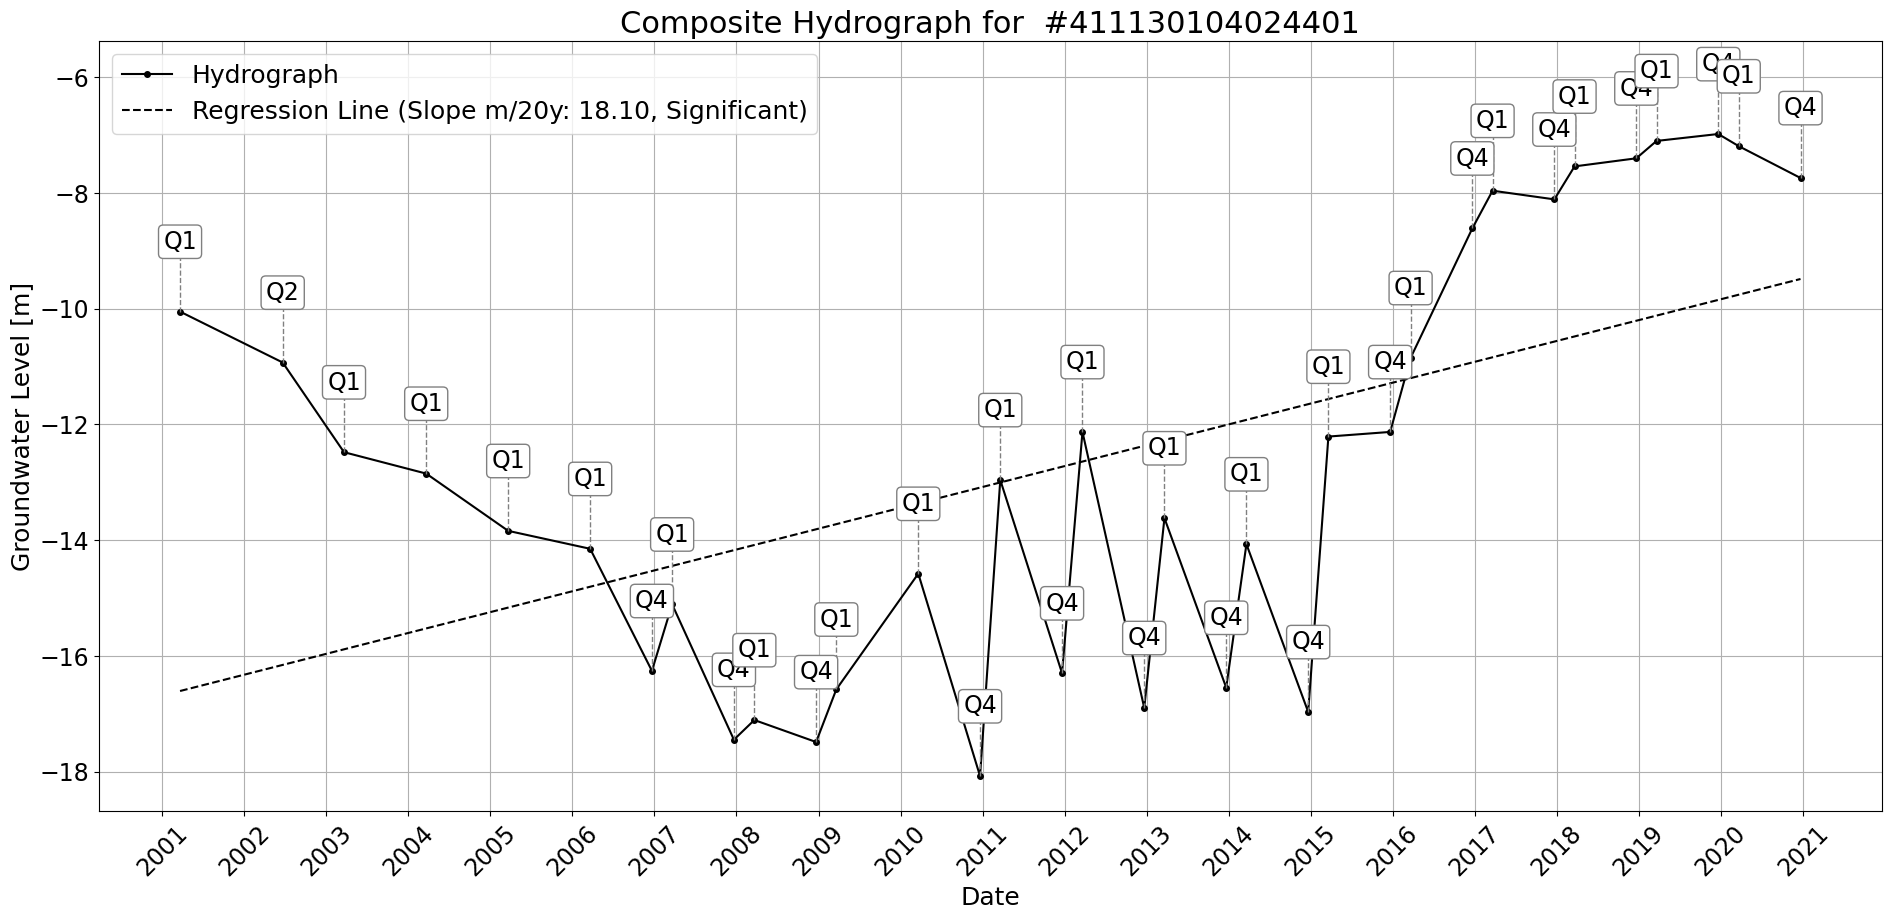 Composite Hydrograph for  #411130104024401
Hydrograph
Regression Line (Slope m/20y: 18.10, Significant)
Groundwater Level [m]
−6
−8
−10
−12
−14
−16
−18
Q1
Q2
Q1
Q1
Q1
Q1
Q4
Q1
Q4
Q1
Q4
Q1
Q1
Q4
Q1
Q4
Q1
Q4
Q1
Q4
Q1
Q4
Q1
Q4
Q1
Q4
Q1
Q4
Q1
Q4
Q1
Q4
Q1
Q4
2001
2002
2003
2004
2005
2006
2007
2008
2009
2010
2011
2012
2013
2014
2015
2016
2017
2018
2019
2020
2021
Date